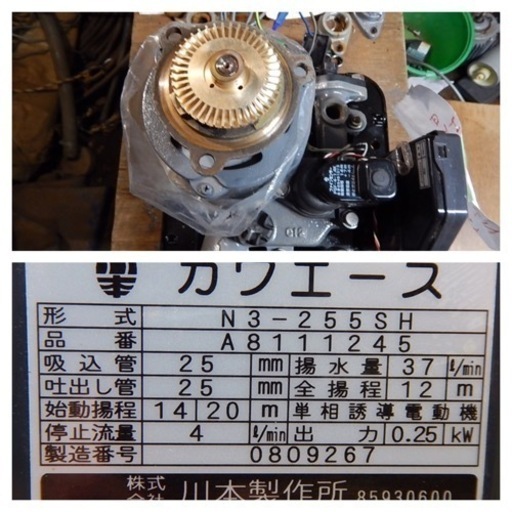 C12
カワエース
形式 N3-255SH
品番 A8111245
吸込管 25 mm 揚水量 37 ℓ/min
吐出し管 25 mm 全揚程 12 m
始動揚程 14 20 m 単相誘導電動機
停止流量 4 ℓ/min 出力 0.25 kW
製造番号 0809267
株式会社 川本製作所 85930600